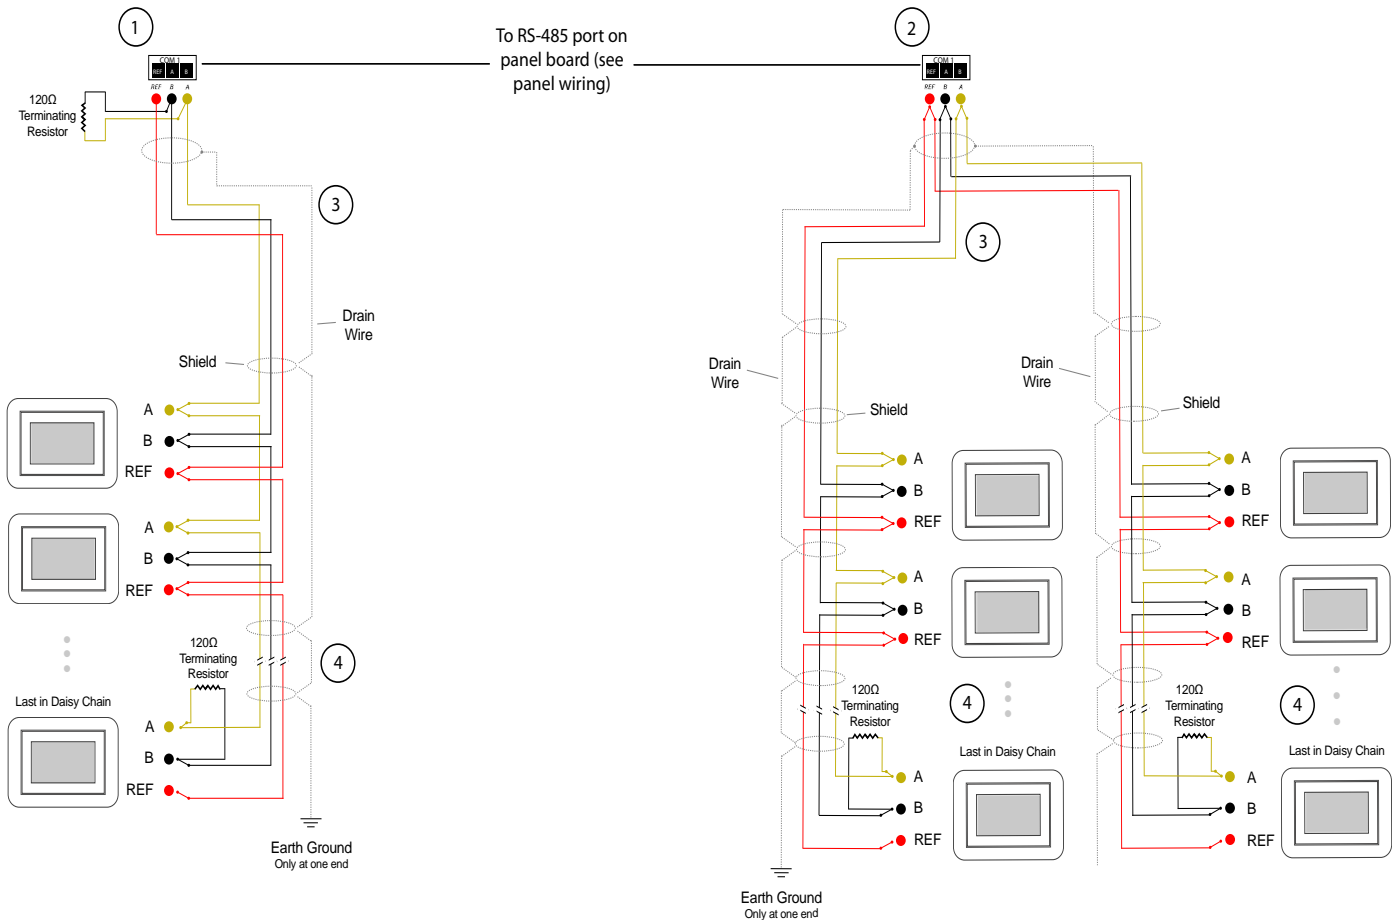 1
To RS-485 port on
panel board (see
panel wiring)
2
COM 1
REF A B
REF B A
120Ω
Terminating
Resistor
COM 1
REF A B
REF B A
3
3
Drain
Wire
Shield
Drain
Wire
Shield
Drain
Wire
Shield
A
B
REF
A
B
REF
120Ω
Terminating
Resistor
4
Last in Daisy Chain
A
B
REF
Earth Ground
Only at one end
A
B
REF
A
B
REF
120Ω
Terminating
Resistor
4
Last in Daisy Chain
A
B
REF
Earth Ground
Only at one end
A
B
REF
A
B
REF
120Ω
Terminating
Resistor
4
Last in Daisy Chain
A
B
REF